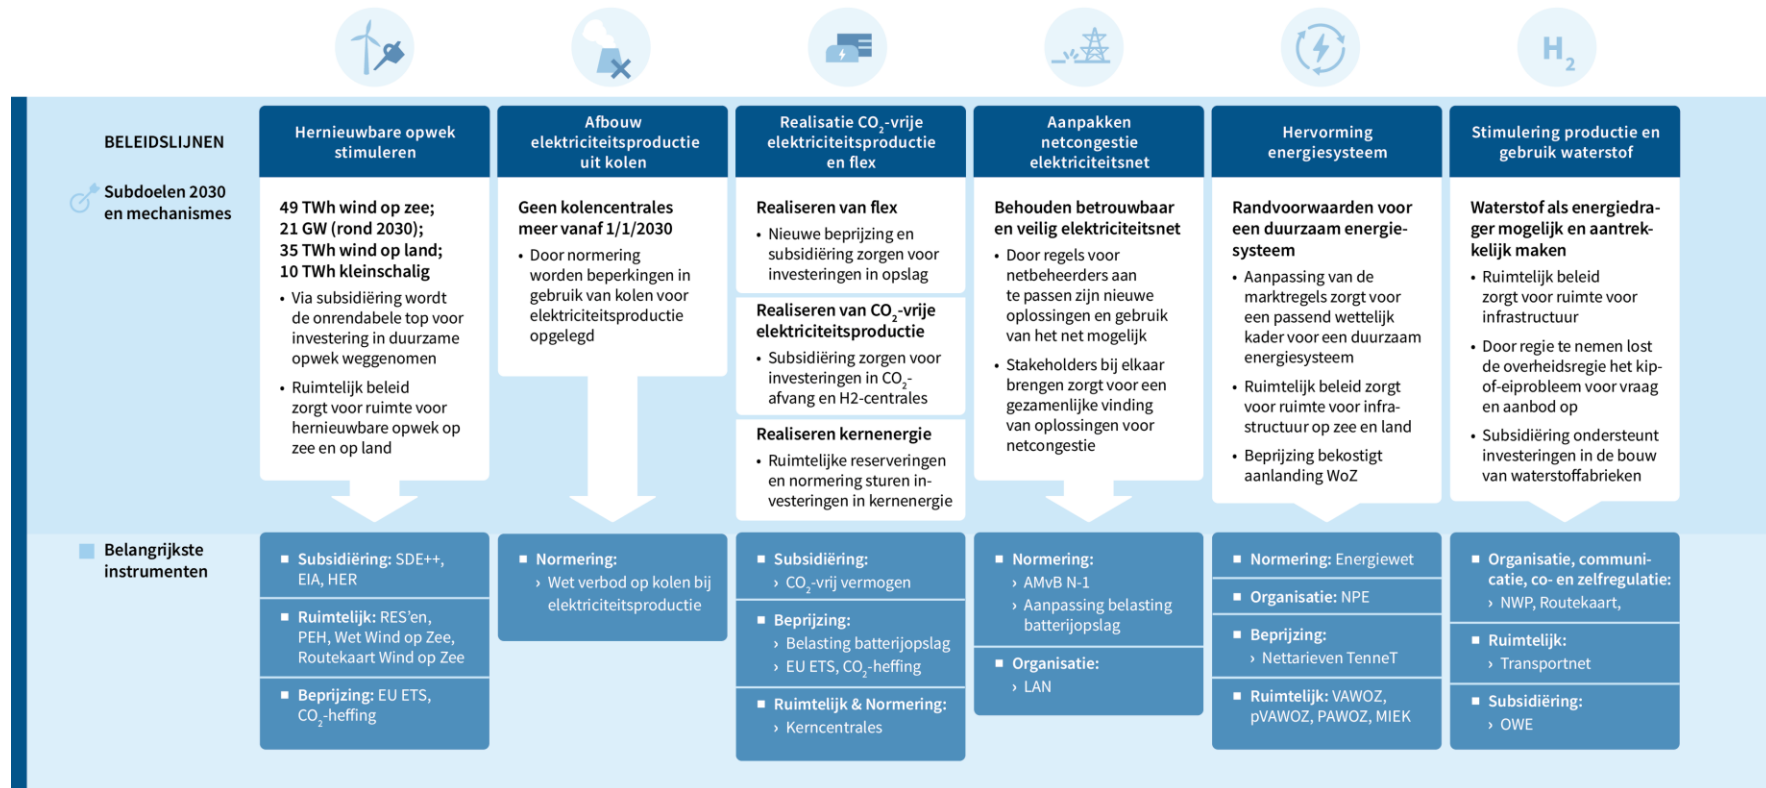 H2
BELEIDSLIJNEN
Hernieuwbare opwek
stimuleren
Afbouw
elektriciteitsproductie
uit kolen
Realisatie CO2-vrije
elektriciteitsproductie
en flex
Aanpakken
netcongestie
elektriciteitsnet
Hervorming
energiesysteem
Stimulering productie en
gebruik waterstof
Subdoelen 2030
en mechanismes
49 TWh wind op zee;
21 GW (rond 2030);
35 TWh wind op land;
10 TWh kleinschalig
• Via subsidiëring wordt
de onrendabele top voor
investering in duurzame
opwek weggenomen
• Ruimtelijk beleid
zorgt voor ruimte voor
hernieuwbare opwek op
zee en op land
Geen kolencentrales
meer vanaf 1/1/2030
• Door normering
worden beperkingen in
gebruik van kolen voor
elektriciteitsproductie
opgelegd
Realiseren van flex
• Nieuwe beprijzing en
subsidiëring zorgen voor
investeringen in opslag
Realiseren van CO2-vrije
elektriciteitsproductie
• Subsidiëring zorgen voor
investeringen in CO2-
afvang en H2-centrales
Realiseren kernenergie
• Ruimtelijke reserveringen
en normering sturen in-
vesteringen in kernenergie
Behouden betrouwbaar
en veilig elektriciteitsnet
• Door regels voor
netbeheerders aan
te passen zijn nieuwe
oplossingen en gebruik
van het net mogelijk
• Stakeholders bij elkaar
brengen zorgt voor een
gezamenlijke vinding
van oplossingen voor
netcongestie
Randvoorwaarden voor
een duurzaam energie-
systeem
• Aanpassing van de
marktregels zorgt voor
een passend wettelijk
kader voor een duurzaam
energiesysteem
• Ruimtelijk beleid zorgt
voor ruimte voor infra-
structuur op zee en land
• Beprijzing bekostigt
aanlanding WoZ
Waterstof als energiedra-
ger mogelijk en aantrek-
kelijk maken
• Ruimtelijk beleid
zorgt voor ruimte voor
infrastructuur
• Door regie te nemen lost
de overheidsregie het kip-
of-eiprobleem voor vraag
en aanbod op
• Subsidiëring ondersteunt
investeringen in de bouw
van waterstoffabrieken
Belangrijkste
instrumenten
Subsidiëring: SDE++,
EIA, HER
Ruimtelijk: RES'en,
PEH, Wet Wind op Zee,
Routekaart Wind op Zee
Beprijzing: EU ETS,
CO2-heffing
Normering:
› Wet verbod op kolen bij
elektriciteitsproductie
Subsidiëring:
› CO2-vrij vermogen
Beprijzing:
› Belasting batterijopslag
› EU ETS, CO2-heffing
Ruimtelijk & Normering:
› Kerncentrales
Normering:
› AMvB N-1
› Aanpassing belasting
batterijopslag
Organisatie:
› LAN
Normering: Energiewet
Organisatie: NPE
Beprijzing:
› Nettarieven TenneT
Ruimtelijk: VAWOZ,
pVAWOZ, PAWOZ, MIEK
Organisatie, communi-
catie, co- en zelfregulatie:
› NWP, Routekaart,
Ruimtelijk:
› Transportnet
Subsidiëring:
› OWE